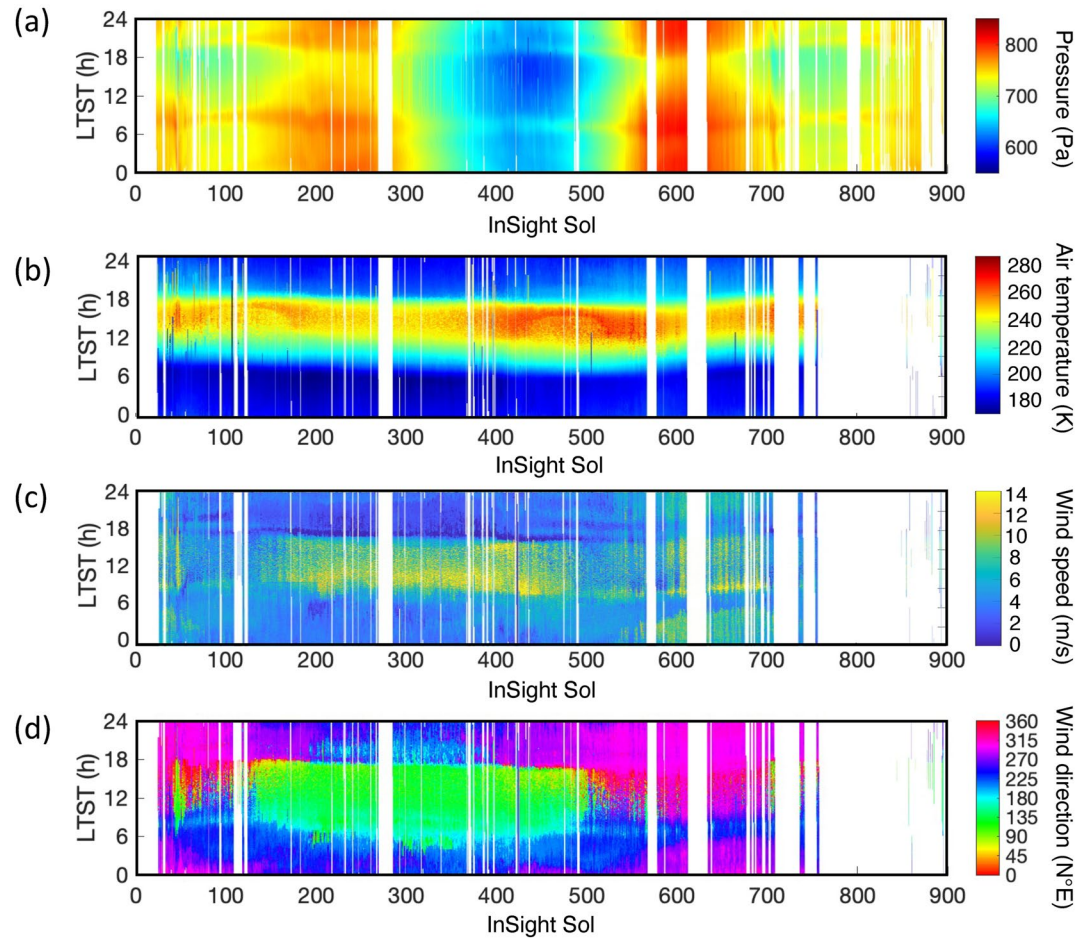 (a)
LTST (h)
24
18
12
6
0
0 100 200 300 400 500 600 700 800 900
InSight Sol
800
700
600
Pressure (Pa)
(b)
LTST (h)
24
18
12
6
0
0 100 200 300 400 500 600 700 800 900
InSight Sol
280
260
240
220
200
180
Air temperature (K)
(c)
LTST (h)
24
18
12
6
0
0 100 200 300 400 500 600 700 800 900
InSight Sol
14
12
10
8
6
4
2
0
Wind speed (m/s)
(d)
LTST (h)
24
18
12
6
0
0 100 200 300 400 500 600 700 800 900
InSight Sol
360
315
270
225
180
135
90
45
0
Wind direction (N°E)